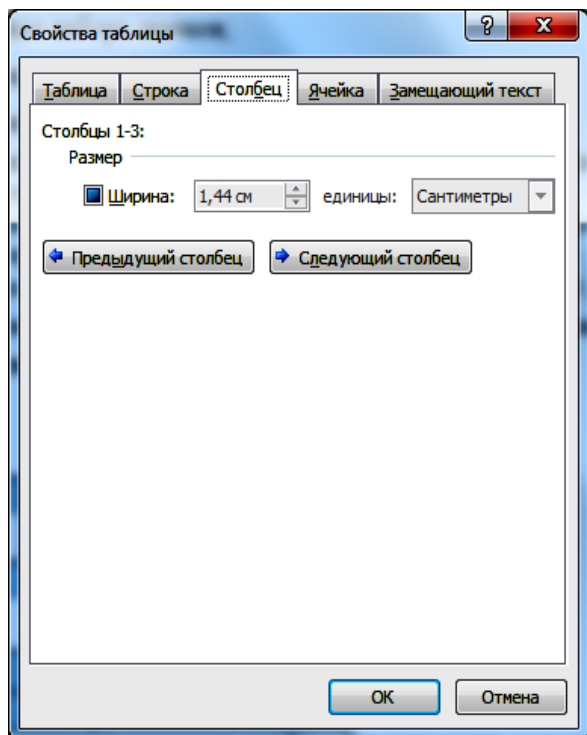 Свойства таблицы
Таблица Строка Столбец Ячейка Замещающий текст
Столбцы 1-3:
Размер
Ширина: 1,44 см единицы: Сантиметры
Предыдущий столбец Следующий столбец
ОК Отмена